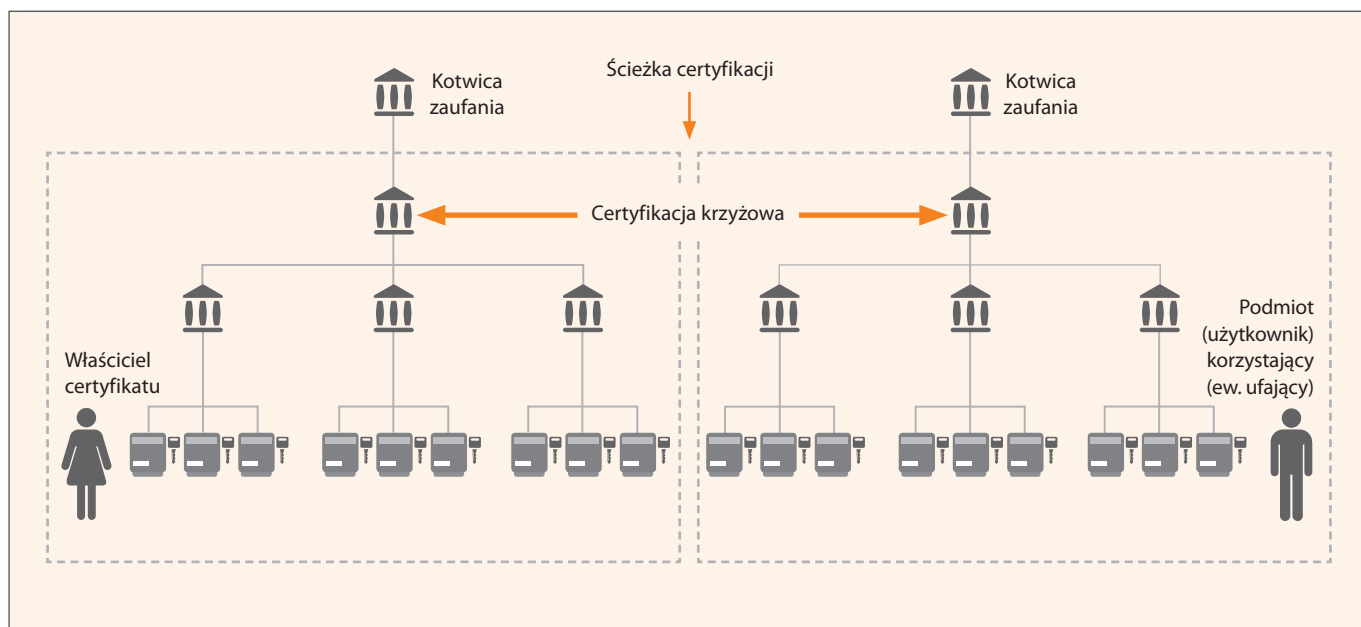 Kotwica
zaufania
Ścieżka certyfikacji
Kotwica
zaufania
Certyfikacja krzyżowa
Właściciel
certyfikatu
Podmiot
(użytkownik)
korzystający
(ew. ufający)